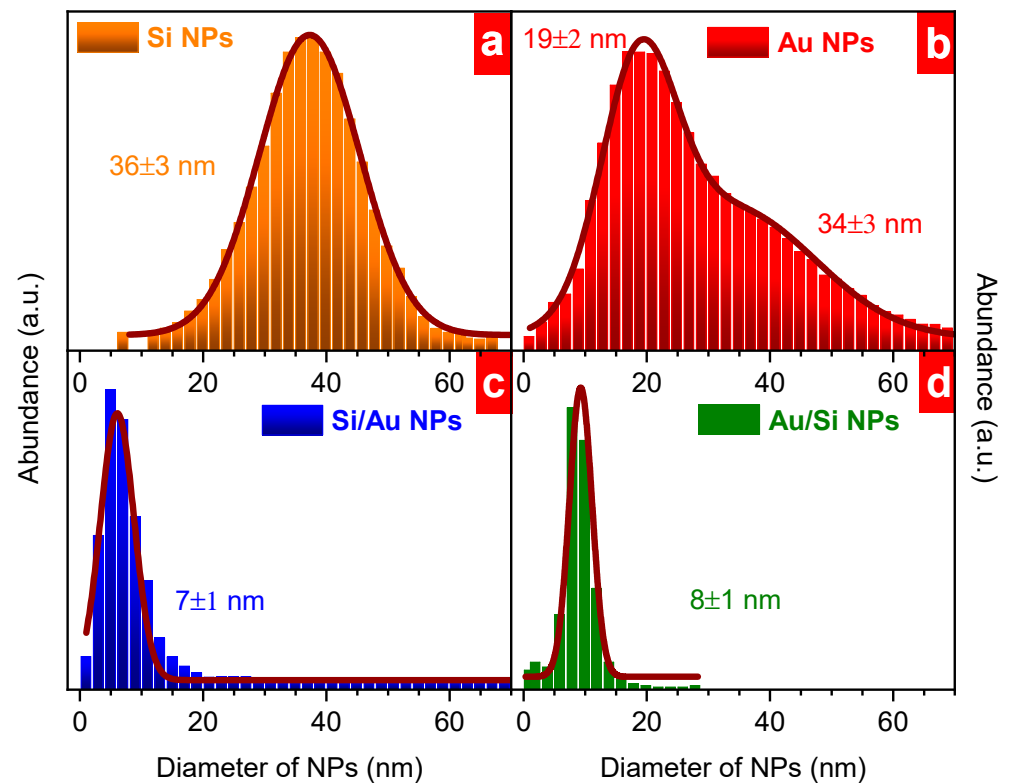 Si NPs
a
36±3 nm
19±2 nm
Au NPs
b
34±3 nm
Abundance (a.u.)
Abundance (a.u.)
0 20 40 60
0 20 40 60
Si/Au NPs
c
7±1 nm
Au/Si NPs
d
8±1 nm
0 20 40 60
0 20 40 60
Diameter of NPs (nm)
Diameter of NPs (nm)